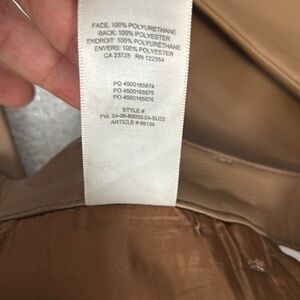 FACE: 100% POLYURETHANE
BACK: 100% POLYESTER
ENDROIT: 100% POLYURÉTHANE
ENVERS: 100% POLYESTER
CA 23725 RN 122354
PO 4500165874
PO 4500165875
PO 4500165876
STYLE #
FVL 04-06-60035-24-SU22
ARTICLE # 99139